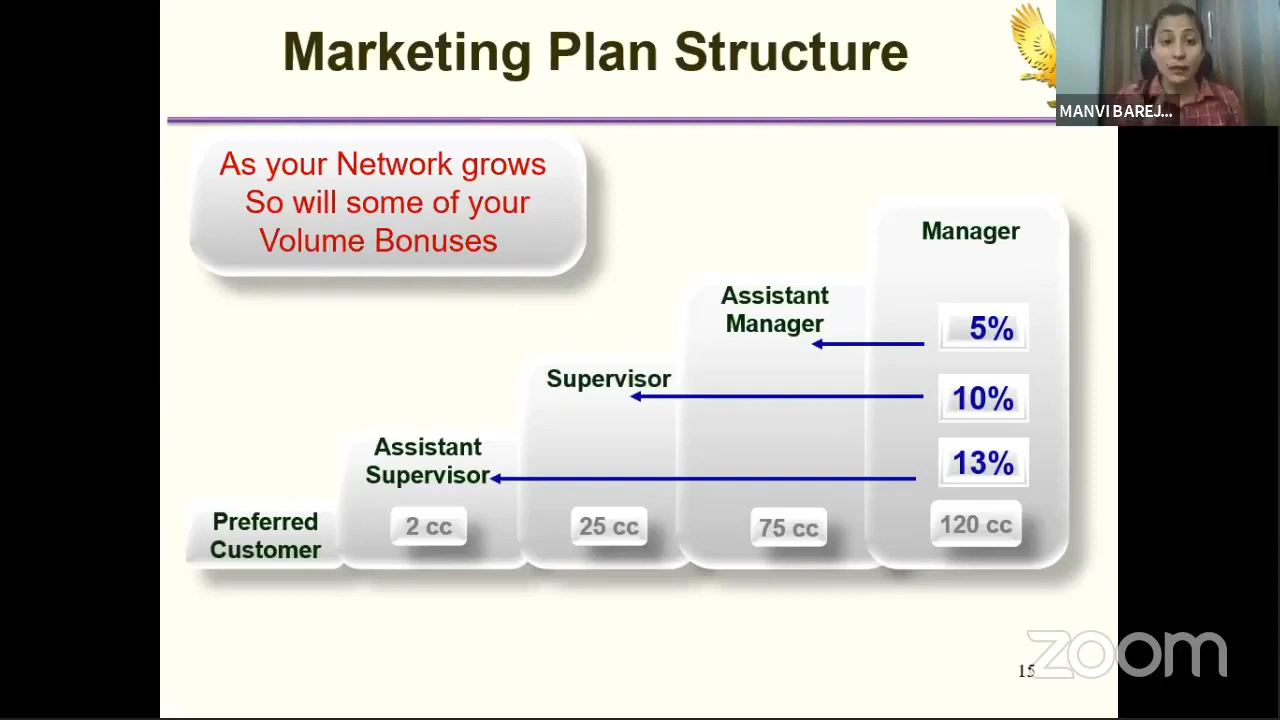 Marketing Plan Structure
MANVI BAREJ...
As your Network grows
So will some of your
Volume Bonuses
Manager
Assistant
Manager
5%
Supervisor
10%
Assistant
Supervisor
13%
Preferred
Customer
2 cc
25 cc
75 cc
120 cc
15
zoom